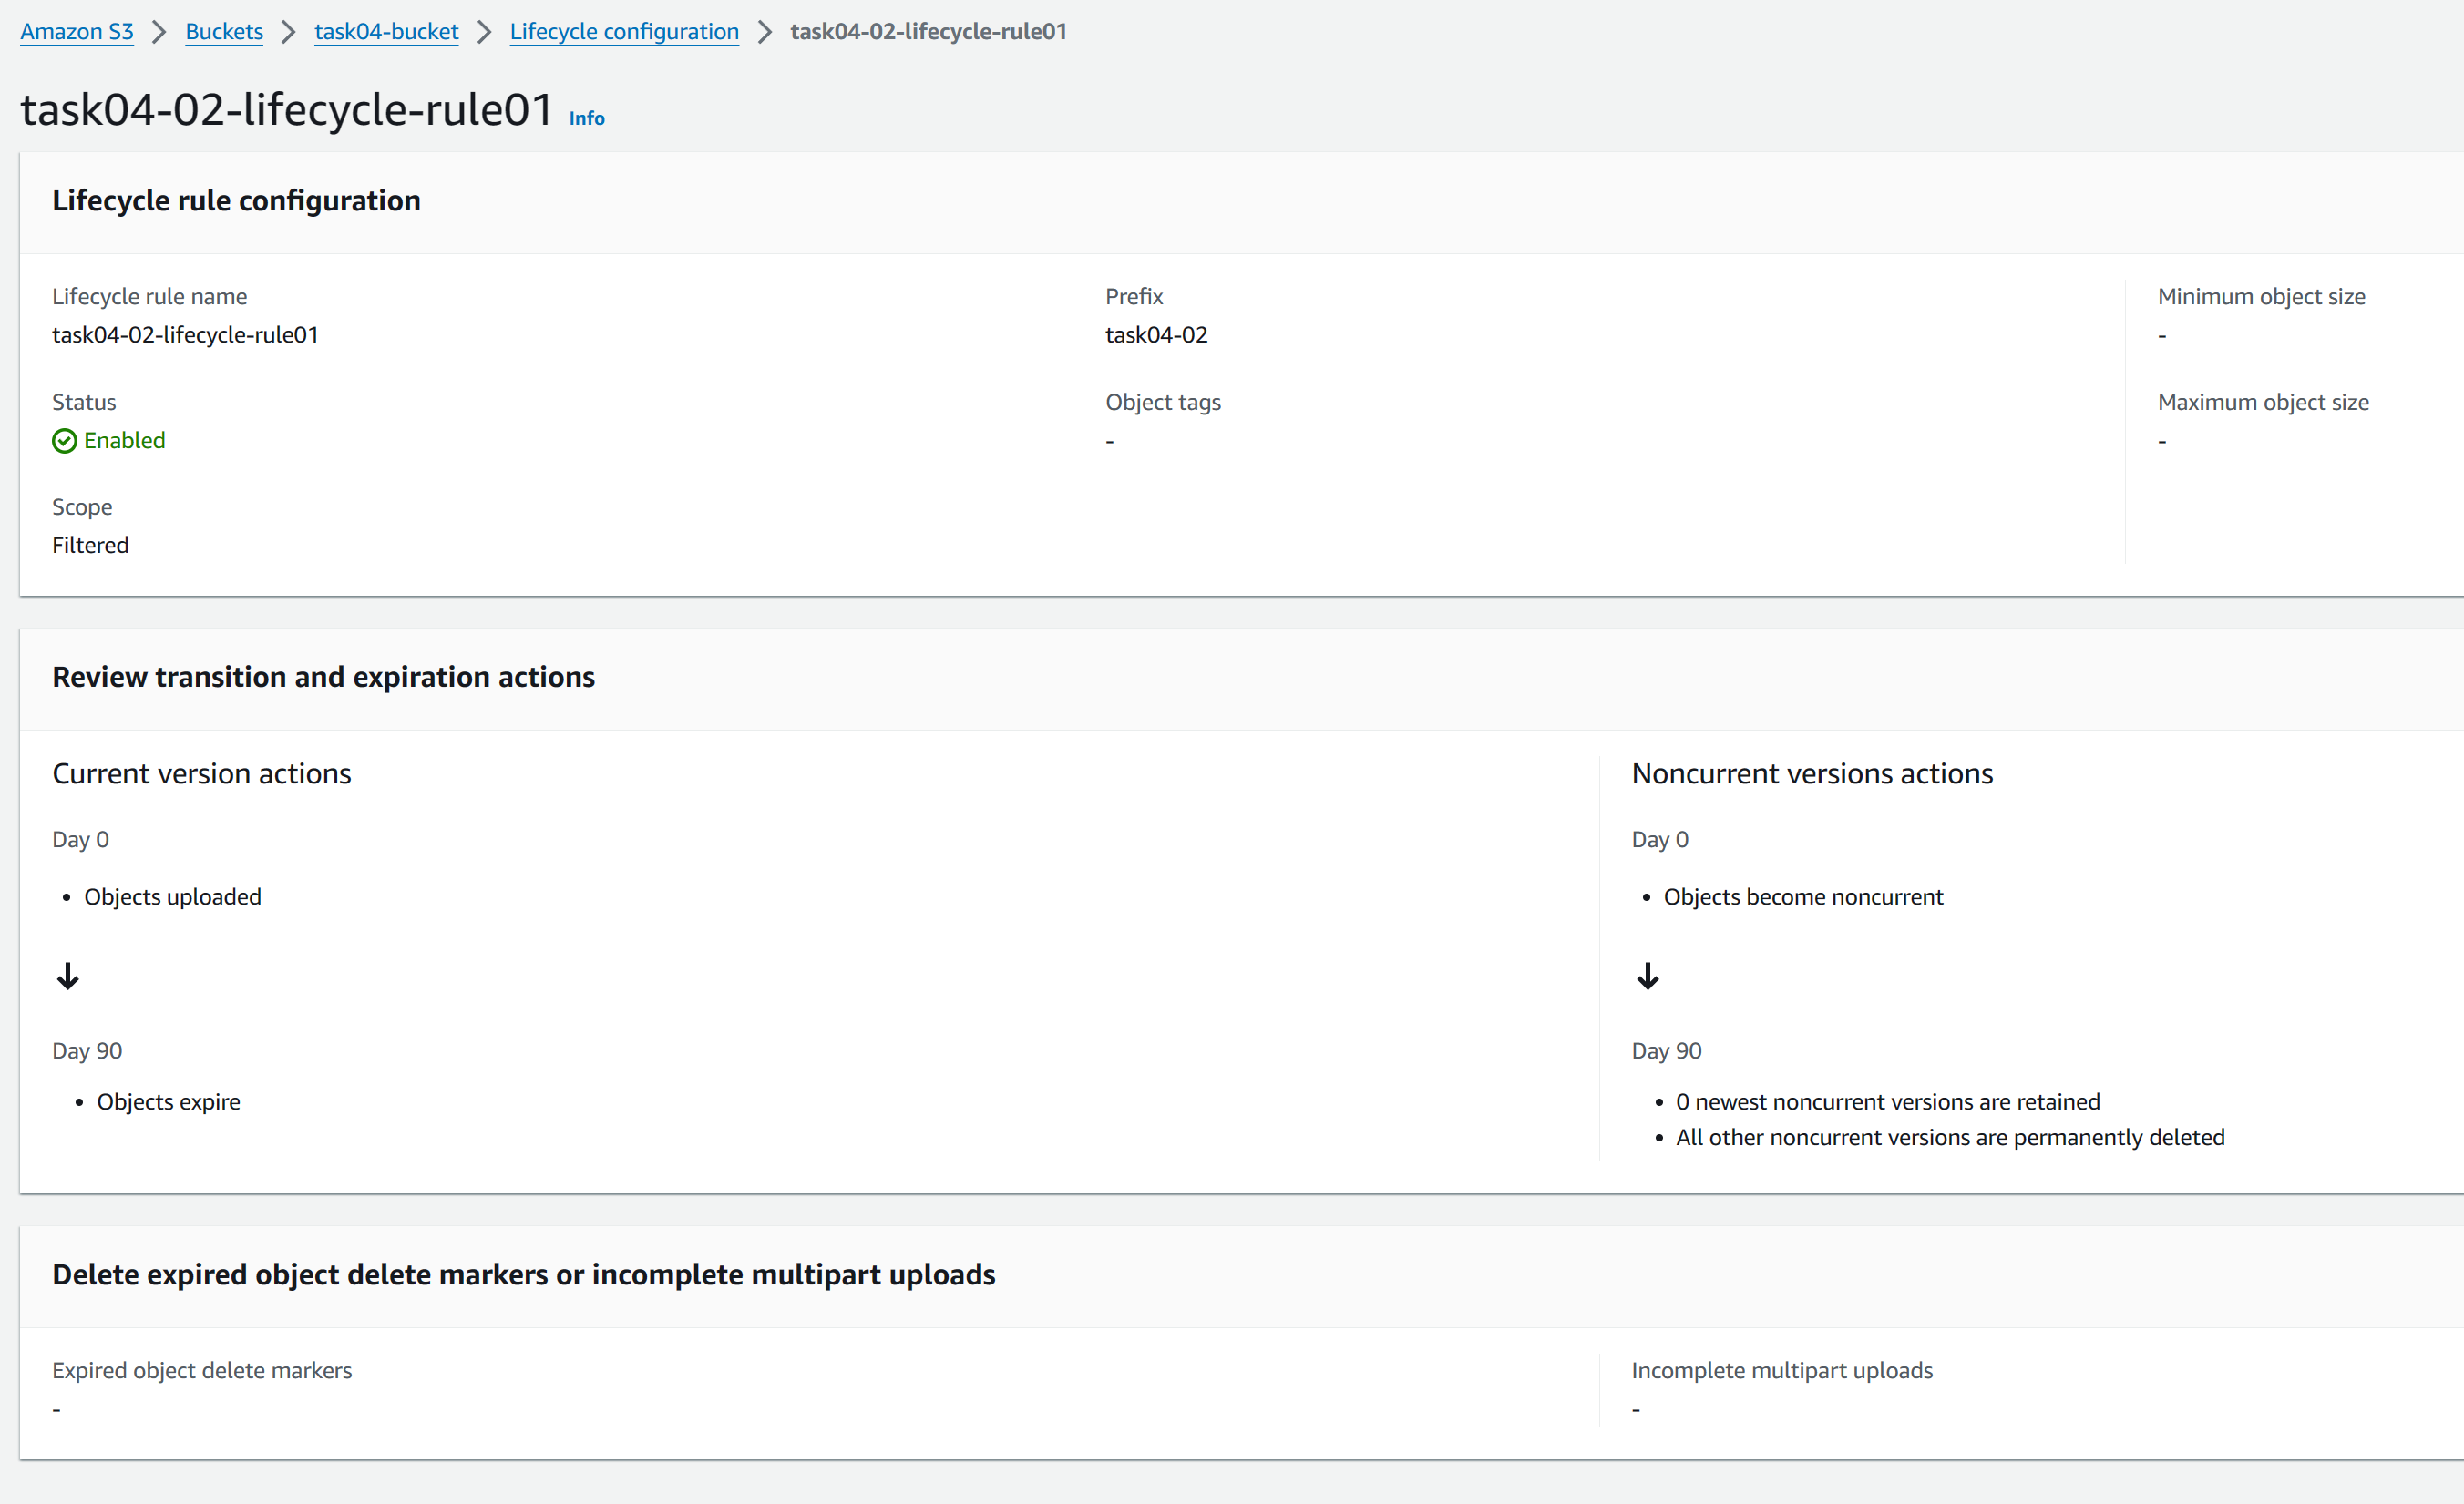 Amazon S3 > Buckets > task04-bucket > Lifecycle configuration > task04-02-lifecycle-rule01
task04-02-lifecycle-rule01 Info
Lifecycle rule configuration
Lifecycle rule name
task04-02-lifecycle-rule01
Status
Enabled
Scope
Filtered
Prefix
task04-02
Object tags
-
Minimum object size
-
Maximum object size
-
Review transition and expiration actions
Current version actions
Day 0
• Objects uploaded
↓
Day 90
• Objects expire
Noncurrent versions actions
Day 0
• Objects become noncurrent
↓
Day 90
• 0 newest noncurrent versions are retained
• All other noncurrent versions are permanently deleted
Delete expired object delete markers or incomplete multipart uploads
Expired object delete markers
-
Incomplete multipart uploads
-